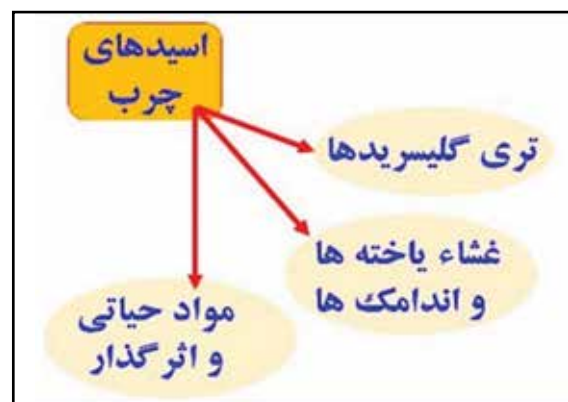 اسیدهای
چرب
تری گلیسریدها
غشاء یاخته ها
و اندامک ها
مواد حیاتی
و اثرگذار